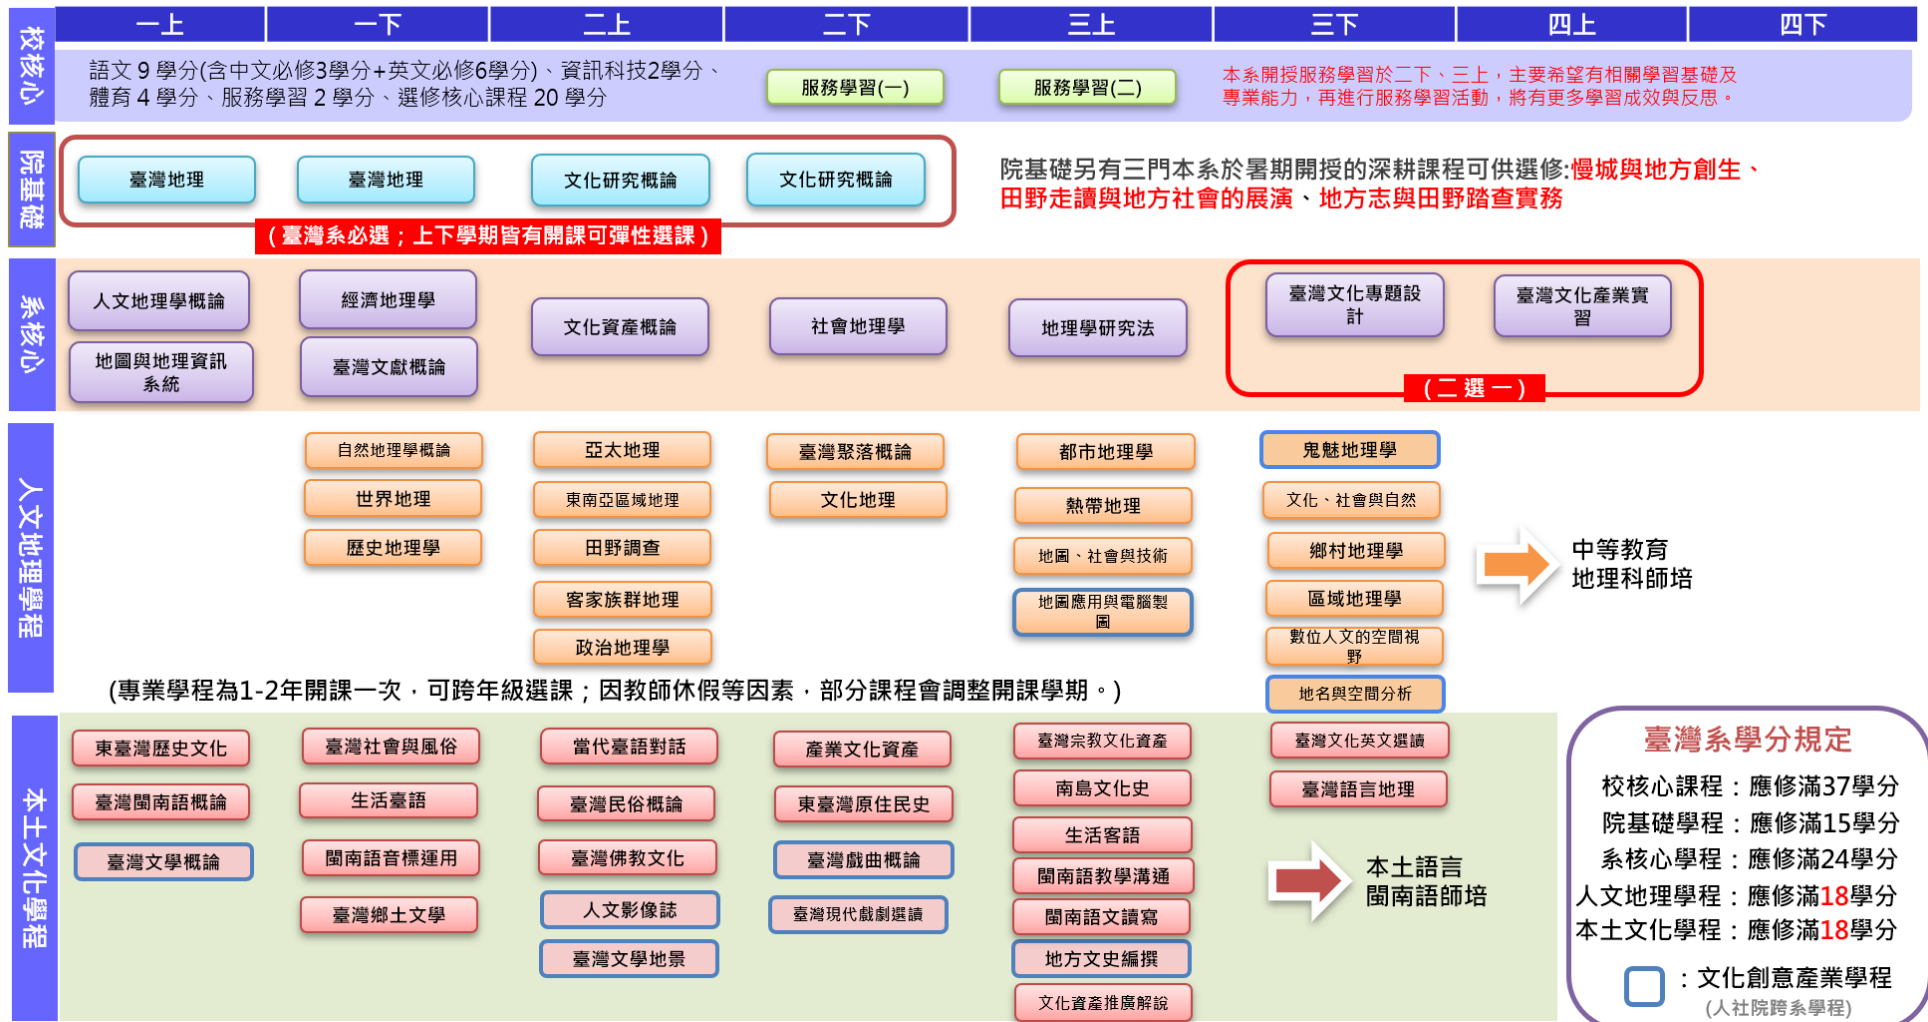 一上
一下
二上
二下
三上
三下
四上
四下
校核心
語文 9 學分(含中文必修3學分+英文必修6學分)、資訊科技2學分、
體育 4 學分、服務學習 2 學分、選修核心課程 20 學分
服務學習(一)
服務學習(二)
本系開授服務學習於二下、三上，主要希望有相關學習基礎及
專業能力，再進行服務學習活動，將有更多學習成效與反思。
院基礎
臺灣地理
臺灣地理
文化研究概論
文化研究概論
(臺灣系必選；上下學期皆有開課可彈性選課)
院基礎另有三門本系於暑期開授的深耕課程可供選修:慢城與地方創生、
田野走讀與地方社會的展演、地方志與田野踏查實務
系核心
人文地理學概論
地圖與地理資訊
系統
經濟地理學
臺灣文獻概論
文化資產概論
社會地理學
地理學研究法
臺灣文化專題設
計
臺灣文化產業實
習
(二選一)
人文地理學程
自然地理學概論
世界地理
歷史地理學
亞太地理
東南亞區域地理
田野調查
客家族群地理
政治地理學
臺灣聚落概論
文化地理
都市地理學
熱帶地理
地圖、社會與技術
地圖應用與電腦製
圖
鬼魅地理學
文化、社會與自然
鄉村地理學
區域地理學
數位人文的空間視
野
地名與空間分析
中等教育
地理科師培
(專業學程為1-2年開課一次，可跨年級選課；因教師休假等因素，部分課程會調整開課學期。)
本土文化學程
東臺灣歷史文化
臺灣閩南語概論
臺灣文學概論
臺灣社會與風俗
生活臺語
閩南語音標運用
臺灣鄉土文學
當代臺語對話
臺灣民俗概論
臺灣佛教文化
人文影像誌
臺灣文學地景
產業文化資產
東臺灣原住民史
臺灣戲曲概論
臺灣現代戲劇選讀
臺灣宗教文化資產
南島文化史
生活客語
閩南語教學溝通
閩南語文讀寫
地方文史編撰
文化資產推廣解說
臺灣文化英文選讀
臺灣語言地理
本土語言
閩南語師培
臺灣系學分規定
校核心課程：應修滿37學分
院基礎學程：應修滿15學分
系核心學程：應修滿24學分
人文地理學程：應修滿18學分
本土文化學程：應修滿18學分
：文化創意產業學程
(人社院跨系學程)